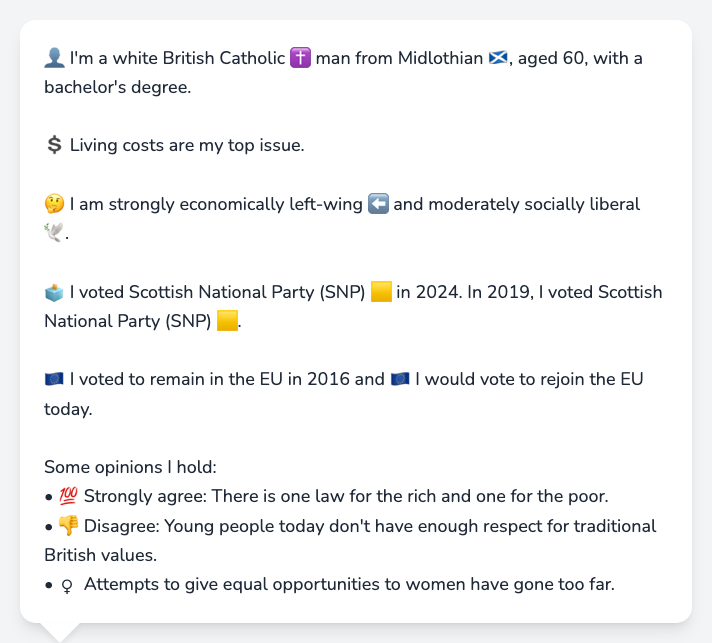 👤 I'm a white British Catholic ✝️ man from Midlothian 🏴󠁧󠁢󠁳󠁣󠁴󠁿, aged 60, with a
bachelor's degree.
💲 Living costs are my top issue.
🤔 I am strongly economically left-wing ⬅️ and moderately socially liberal
🕊️.
🗳️ I voted Scottish National Party (SNP) 🟨 in 2024. In 2019, I voted Scottish
National Party (SNP) 🟨.
🇪🇺 I voted to remain in the EU in 2016 and 🇪🇺 I would vote to rejoin the EU
today.
Some opinions I hold:
• 💯 Strongly agree: There is one law for the rich and one for the poor.
• 👎 Disagree: Young people today don't have enough respect for traditional
British values.
• ♀ Attempts to give equal opportunities to women have gone too far.